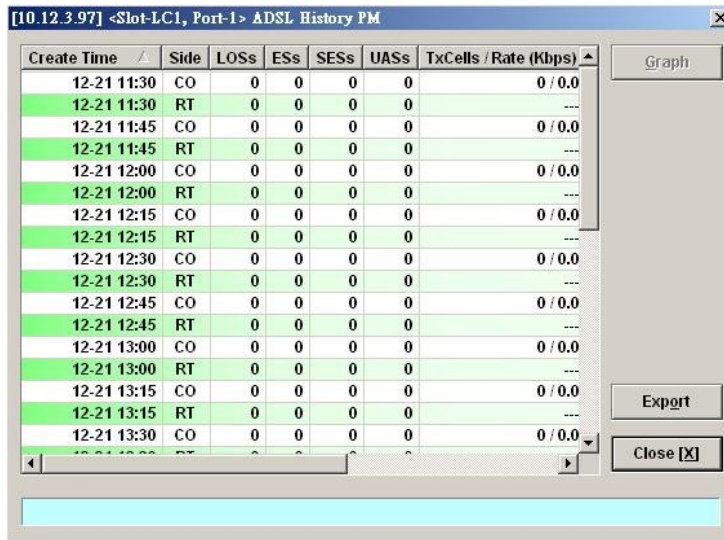 [10.12.3.97] <Slot-LC1, Port-1> ADSL History PM
Create Time Side LOSs ESs SESs UASs TxCells / Rate (Kbps)
12-21 11:30 CO 0 0 0 0 0 / 0.0
12-21 11:30 RT 0 0 0 0 ---
12-21 11:45 CO 0 0 0 0 0 / 0.0
12-21 11:45 RT 0 0 0 0 ---
12-21 12:00 CO 0 0 0 0 0 / 0.0
12-21 12:00 RT 0 0 0 0 ---
12-21 12:15 CO 0 0 0 0 0 / 0.0
12-21 12:15 RT 0 0 0 0 ---
12-21 12:30 CO 0 0 0 0 0 / 0.0
12-21 12:30 RT 0 0 0 0 ---
12-21 12:45 CO 0 0 0 0 0 / 0.0
12-21 12:45 RT 0 0 0 0 ---
12-21 13:00 CO 0 0 0 0 0 / 0.0
12-21 13:00 RT 0 0 0 0 ---
12-21 13:15 CO 0 0 0 0 0 / 0.0
12-21 13:15 RT 0 0 0 0 ---
12-21 13:30 CO 0 0 0 0 0 / 0.0
Graph
Export
Close [X]